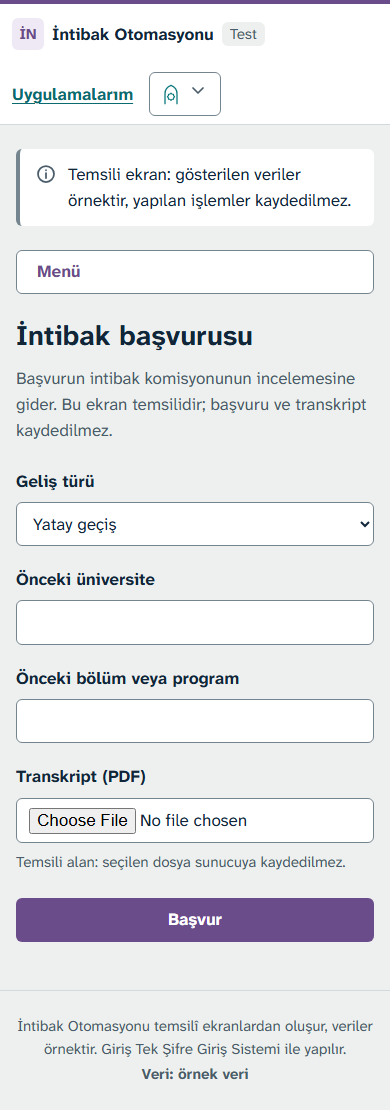 İN İntibak Otomasyonu Test
Uygulamalarım
Temsili ekran: gösterilen veriler
örnektir, yapılan işlemler kaydedilmez.
Menü
İntibak başvurusu
Başvurun intibak komisyonunun incelemesine
gider. Bu ekran temsilidir; başvuru ve transkript
kaydedilmez.
Geliş türü
Yatay geçiş
Önceki üniversite
Önceki bölüm veya program
Transkript (PDF)
Choose File No file chosen
Temsili alan: seçilen dosya sunucuya kaydedilmez.
Başvur
İntibak Otomasyonu temsilî ekranlardan oluşur, veriler
örnektir. Giriş Tek Şifre Giriş Sistemi ile yapılır.
Veri: örnek veri